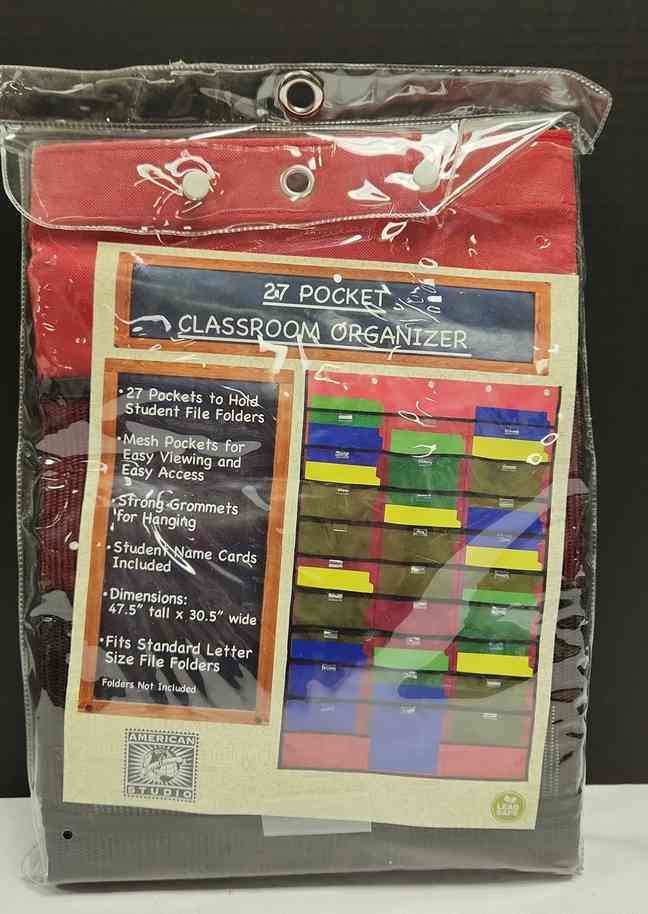 27 POCKET
CLASSROOM ORGANIZER
•27 Pockets to Hold
Student File Folders
•Mesh Pockets for
Easy Viewing and
Easy Access
•Strong Grommets
for Hanging
•Student Name Cards
Included
•Dimensions:
47.5” tall x 30.5” wide
•Fits Standard Letter
Size File Folders
Folders Not Included
AMERICAN
STUDIO
LEAD
SAFE